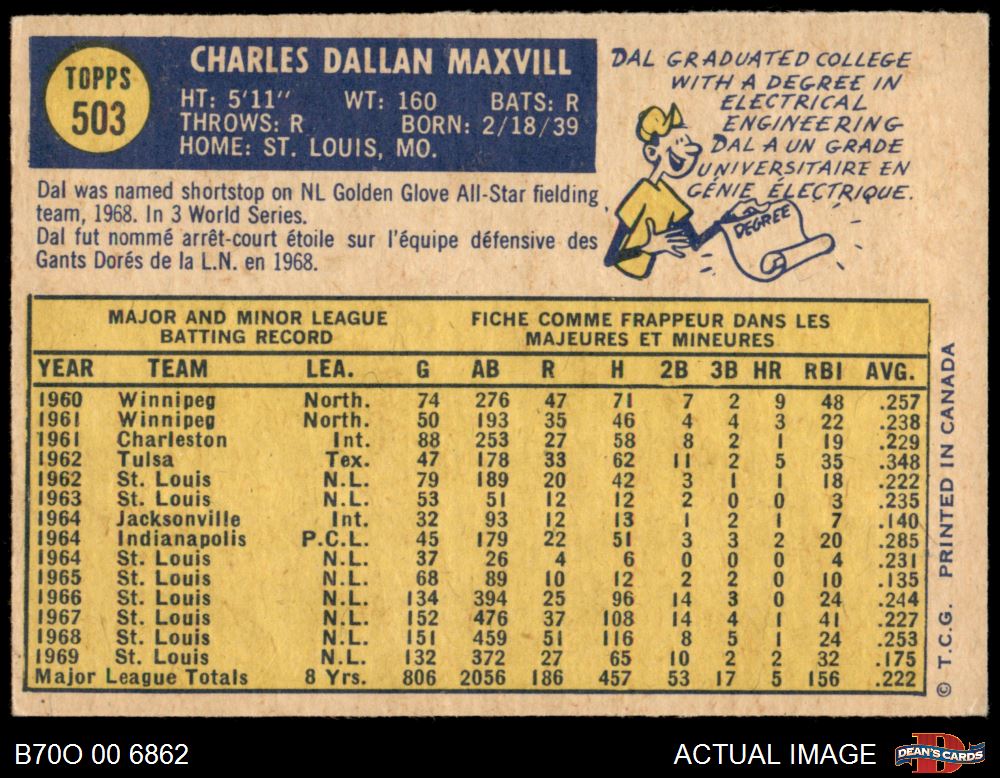 TOPPS
503
CHARLES DALLAN MAXVILL
HT: 5'11" WT: 160 BATS: R
THROWS: R BORN: 2/18/39
HOME: ST. LOUIS, MO.
DAL GRADUATED COLLEGE
WITH A DEGREE IN
ELECTRICAL
ENGINEERING
DAL A UN GRADE
UNIVERSITAIRE EN
GÉNIE ÉLECTRIQUE.
DEGREE
Dal was named shortstop on NL Golden Glove All-Star fielding
team, 1968. In 3 World Series.
Dal fut nommé arrêt-court étoile sur l'équipe défensive des
Gants Dorés de la L.N. en 1968.
MAJOR AND MINOR LEAGUE
BATTING RECORD
FICHE COMME FRAPPEUR DANS LES
MAJEURES ET MINEURES
YEAR TEAM LEA. G AB R H 2B 3B HR RBI AVG.
1960 Winnipeg North. 74 276 47 71 7 2 9 48 .257
1961 Winnipeg North. 50 193 35 46 4 4 3 22 .238
1961 Charleston Int. 88 253 27 58 8 2 1 19 .229
1962 Tulsa Tex. 47 178 33 62 11 2 5 35 .348
1962 St. Louis N.L. 79 189 20 42 3 1 1 18 .222
1963 St. Louis N.L. 53 51 12 12 2 0 0 3 .235
1964 Jacksonville Int. 32 93 12 13 1 2 1 7 .140
1964 Indianapolis P.C.L. 45 179 22 51 3 3 2 20 .285
1964 St. Louis N.L. 37 26 4 6 0 0 0 4 .231
1965 St. Louis N.L. 68 89 10 12 2 2 0 10 .135
1966 St. Louis N.L. 134 394 25 96 14 3 0 24 .244
1967 St. Louis N.L. 152 476 37 108 14 4 1 41 .227
1968 St. Louis N.L. 151 459 51 116 8 5 1 24 .253
1969 St. Louis N.L. 132 372 27 65 10 2 2 32 .175
Major League Totals 8 Yrs. 806 2056 186 457 53 17 5 156 .222
© T.C.G. PRINTED IN CANADA
B70O 00 6862
ACTUAL IMAGE
D
DEAN'S CARDS